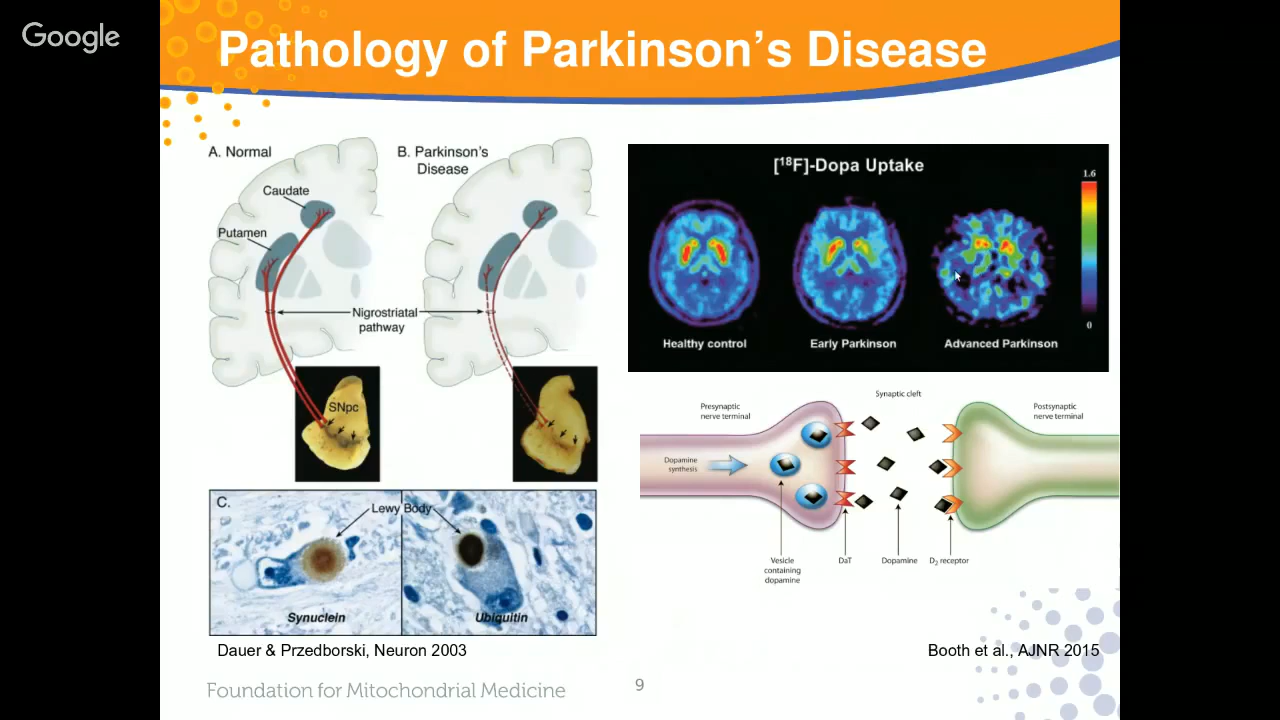 Google
Pathology of Parkinson's Disease
A. Normal
B. Parkinson's
Disease
Caudate
Putamen
Nigrostriatal
pathway
SNpc
C.
Lewy Body
Synuclein
Ubiquitin
Dauer & Przedborski, Neuron 2003
[¹⁸F]-Dopa Uptake
1.6
0
Healthy control
Early Parkinson
Advanced Parkinson
Synaptic cleft
Presynaptic
nerve terminal
Postsynaptic
nerve terminal
Dopamine
synthesis
Vesicle
containing
dopamine
DaT
Dopamine
D₂ receptor
Booth et al., AJNR 2015
Foundation for Mitochondrial Medicine
9